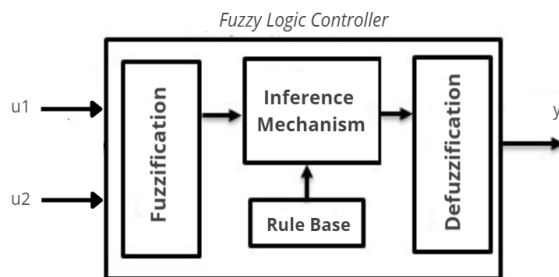 Fuzzy Logic Controller
u1
u2
Fuzzification
Inference
Mechanism
Rule Base
Defuzzification
y